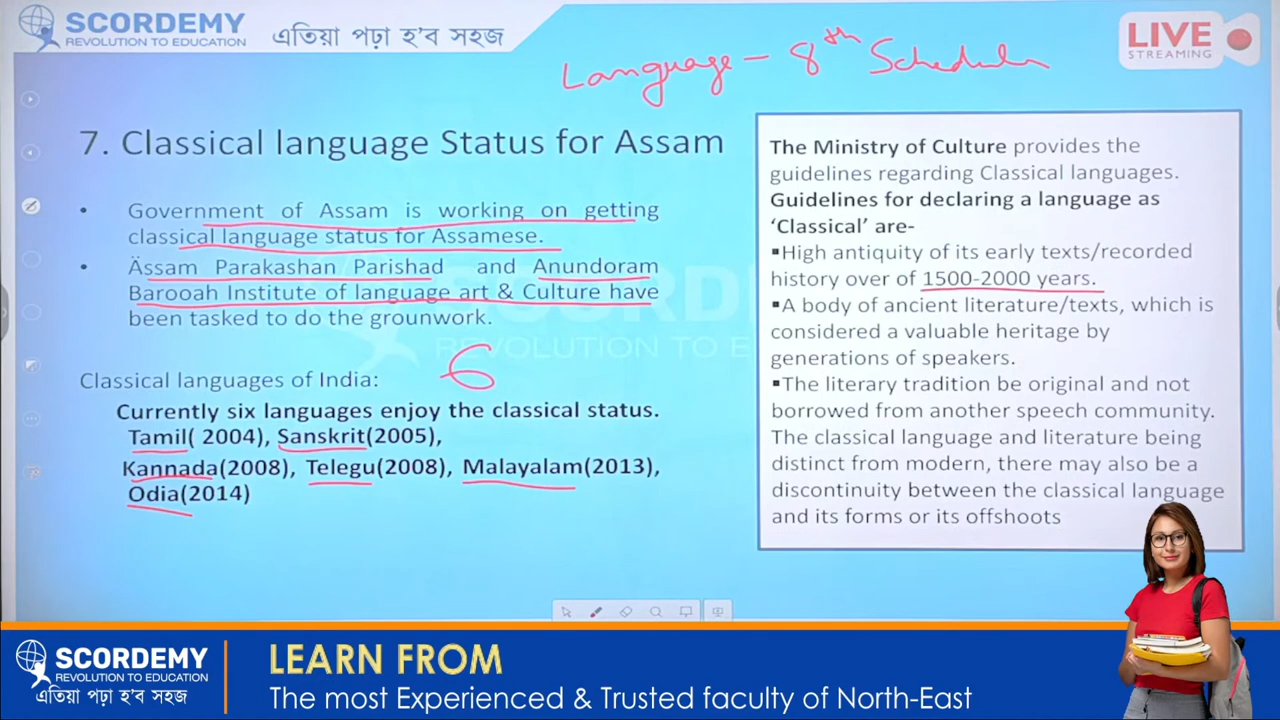 SCORDEMY
REVOLUTION TO EDUCATION
এতিয়া পঢ়া হ'ব সহজ
LIVE
STREAMING
Language - 8th Schedule
7. Classical language Status for Assam
• Government of Assam is working on getting
classical language status for Assamese.
• Assam Parakashan Parishad and Anundoram
Barooah Institute of language art & Culture have
been tasked to do the grounwork.
6
Classical languages of India:
Currently six languages enjoy the classical status.
Tamil( 2004), Sanskrit(2005),
Kannada(2008), Telegu(2008), Malayalam(2013),
Odia(2014)
The Ministry of Culture provides the
guidelines regarding Classical languages.
Guidelines for declaring a language as
‘Classical’ are-
▪High antiquity of its early texts/recorded
history over of 1500-2000 years.
▪A body of ancient literature/texts, which is
considered a valuable heritage by
generations of speakers.
▪The literary tradition be original and not
borrowed from another speech community.
The classical language and literature being
distinct from modern, there may also be a
discontinuity between the classical language
and its forms or its offshoots
SCORDEMY
REVOLUTION TO EDUCATION
SCORDEMY
REVOLUTION TO EDUCATION
এতিয়া পঢ়া হ'ব সহজ
LEARN FROM
The most Experienced & Trusted faculty of North-East